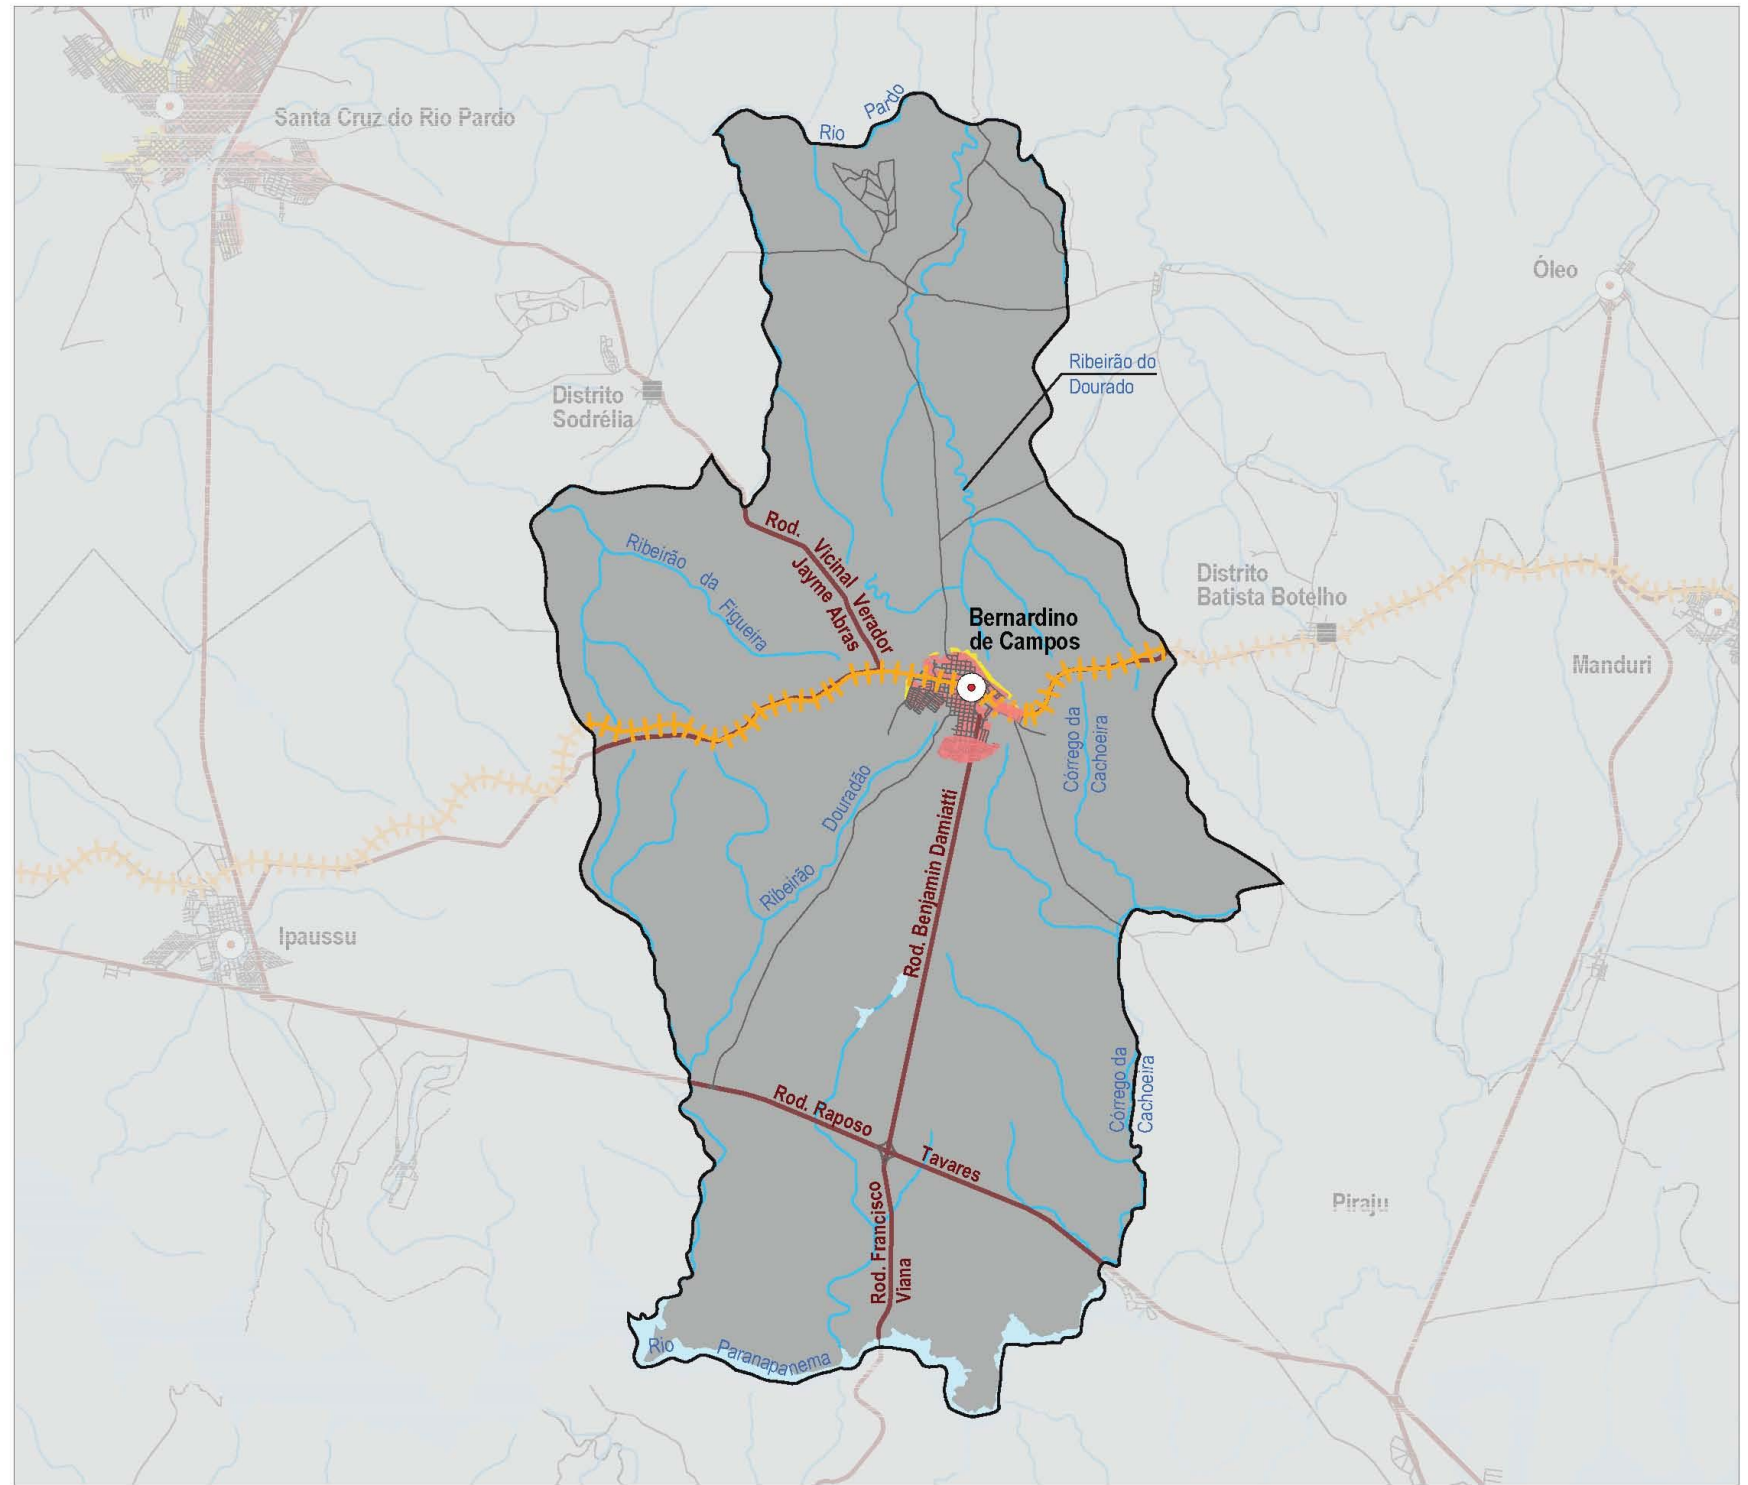 Rio Pardo
Santa Cruz do Rio Pardo
Óleo
Ribeirão do
Dourado
Distrito
Sodrélia
Rod. Vicinal Verador
Jayme Abras
Ribeirão da Figueira
Distrito
Batista Botelho
Bernardino
de Campos
Manduri
Córrego da
Cachoeira
Ribeirão Douradão
Rod. Benjamin Damiatti
Ipaussu
Córrego da
Cachoeira
Rod. Raposo Tavares
Piraju
Rod. Francisco
Viana
Rio Paranapanema